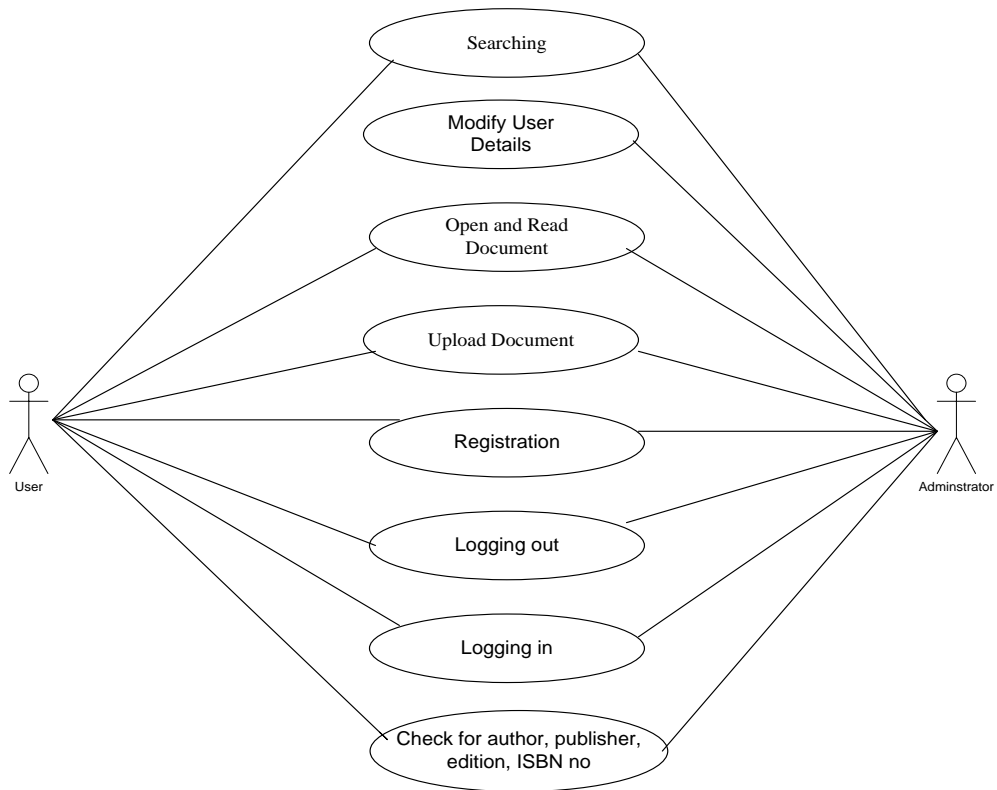 Searching
Modify User
Details
Open and Read
Document
Upload Document
Registration
User
Adminstrator
Logging out
Logging in
Check for author, publisher,
edition, ISBN no